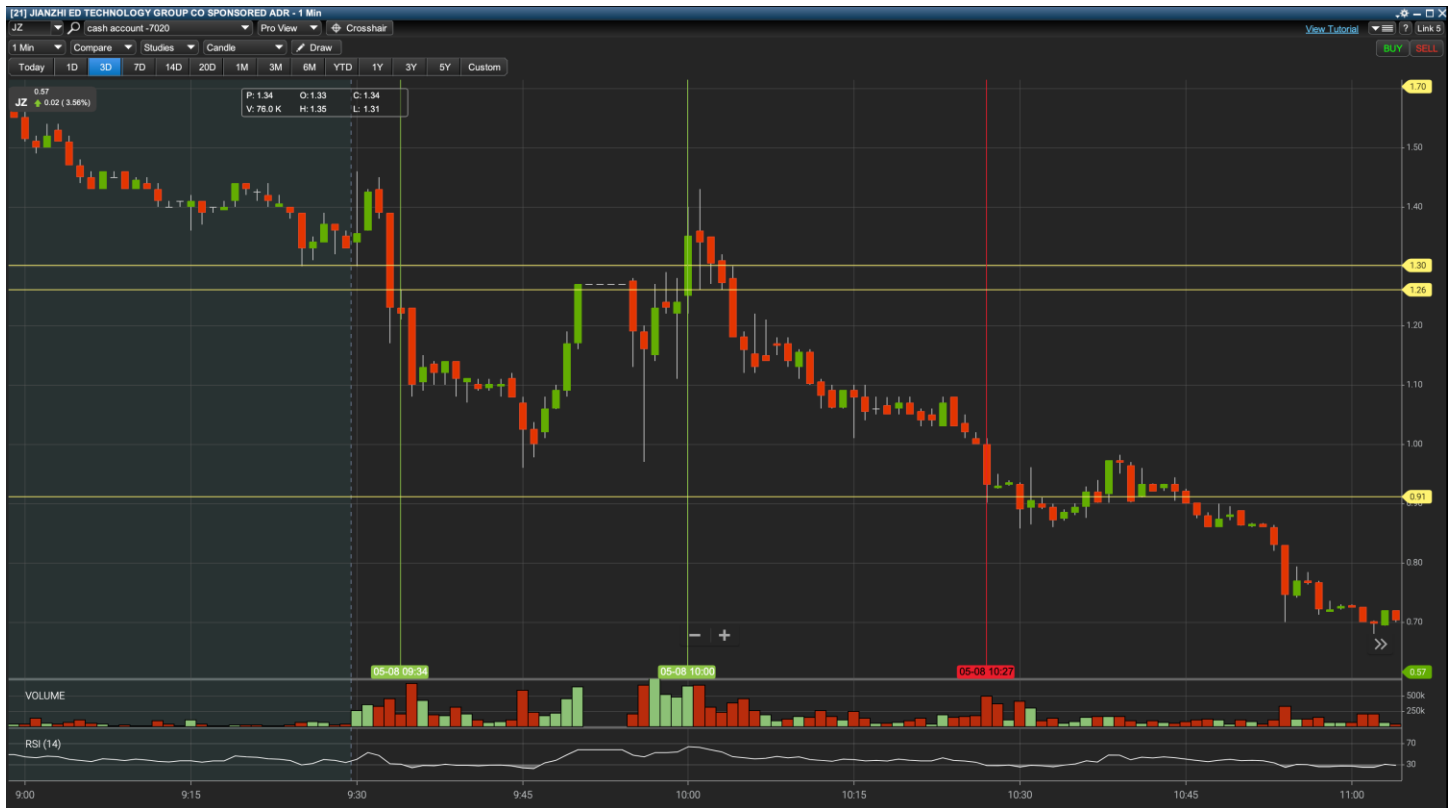 [21] JIANZHI ED TECHNOLOGY GROUP CO SPONSORED ADR - 1 Min
JZ cash account -7020 Pro View Crosshair View Tutorial ? Link 5
1 Min Compare Studies Candle Draw BUY SELL
Today 1D 3D 7D 14D 20D 1M 3M 6M YTD 1Y 3Y 5Y Custom
1.70
0.57
JZ 0.02 ( 3.56%)
P: 1.34 O: 1.33 C: 1.34
V: 76.0 K H: 1.35 L: 1.31
1.50
1.40
1.30
1.26
1.20
1.10
1.00
0.91
0.90
0.80
0.70
05-08 09:34 05-08 10:00 05-08 10:27 0.57
VOLUME 500k
250k
RSI (14) 70
30
9:00 9:15 9:30 9:45 10:00 10:15 10:30 10:45 11:00